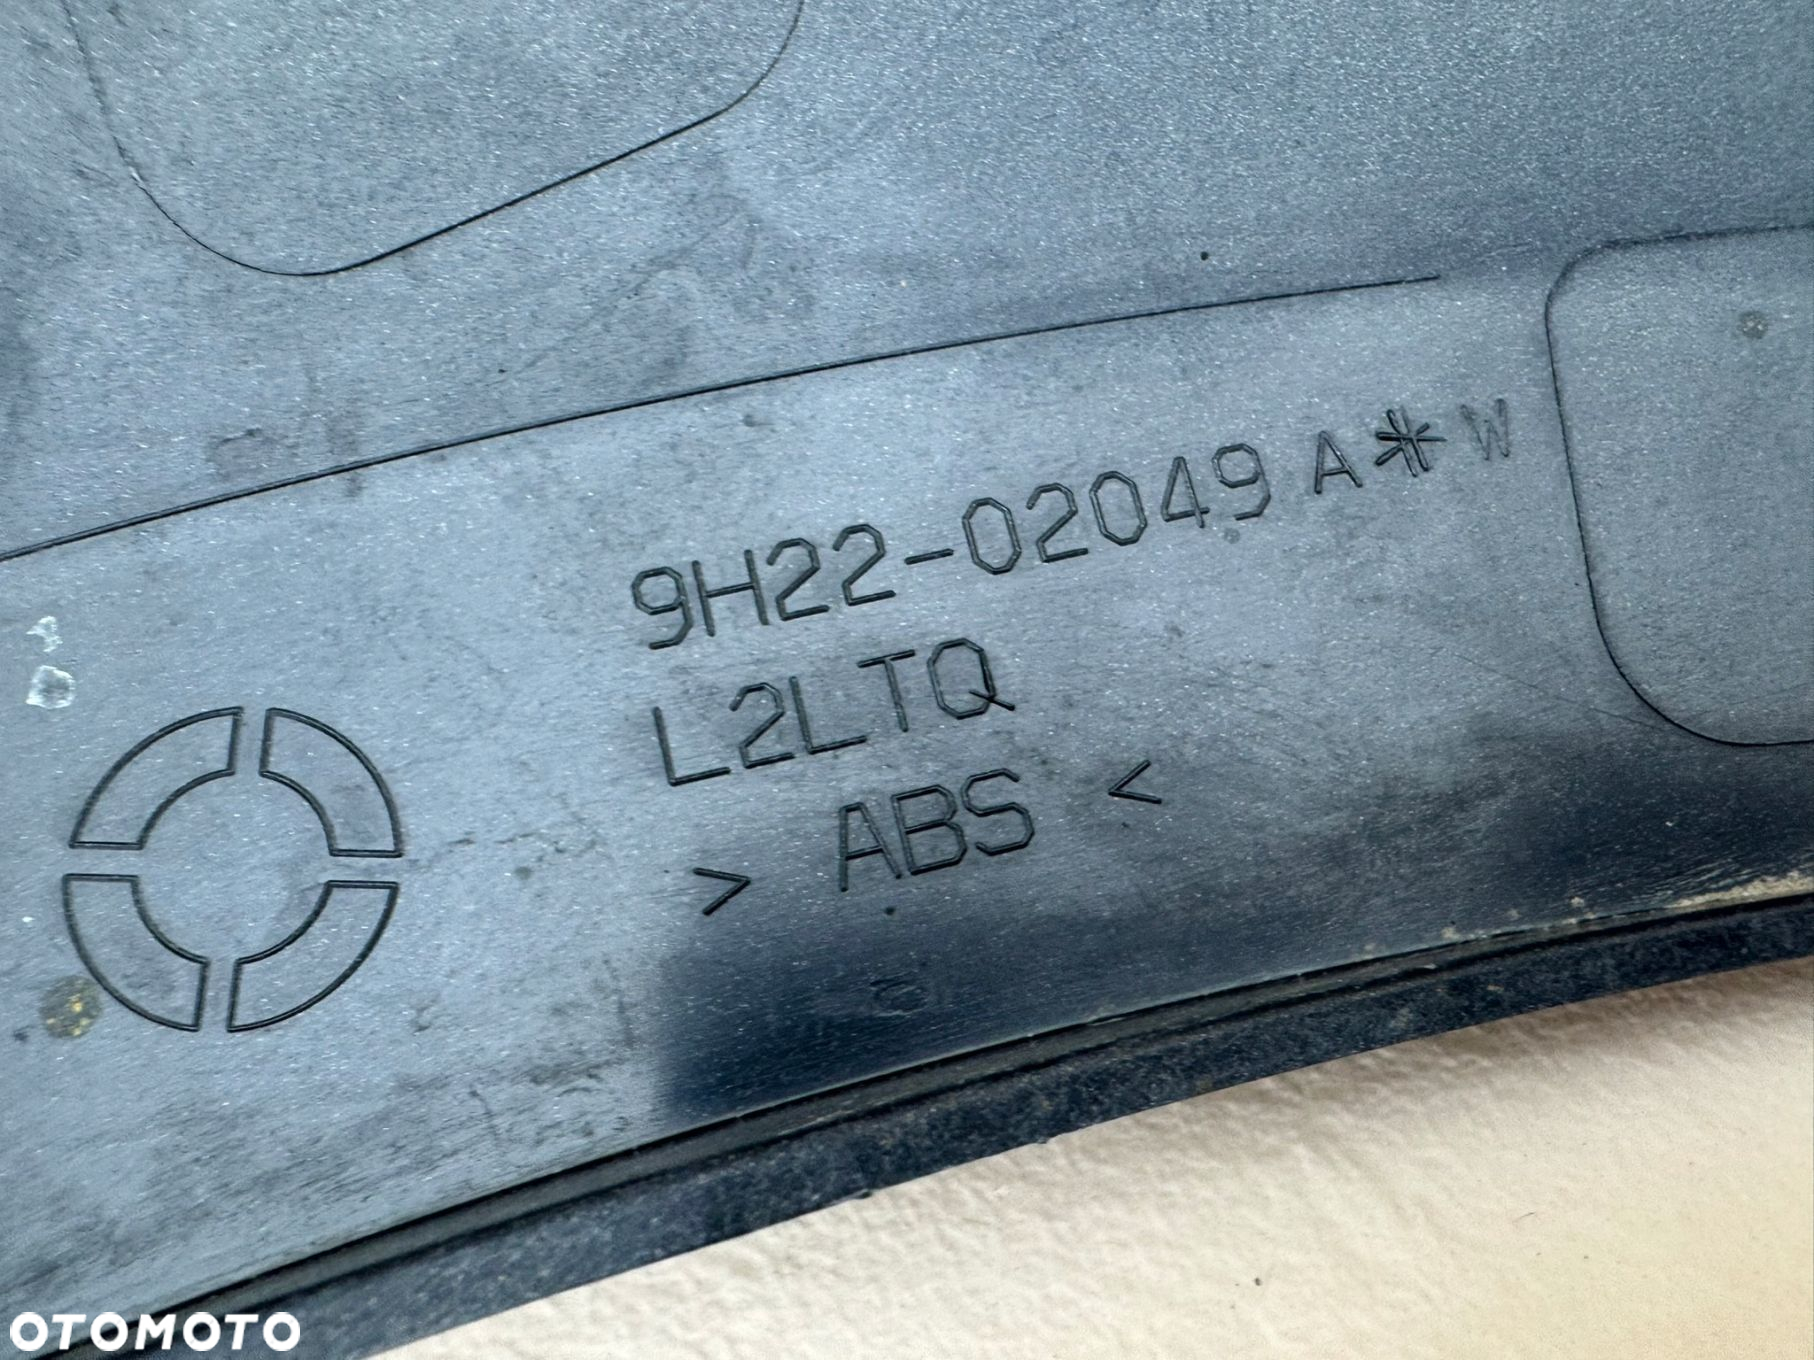 9H22-02049 A * W
L2LTQ
> ABS <
OTOMOTO